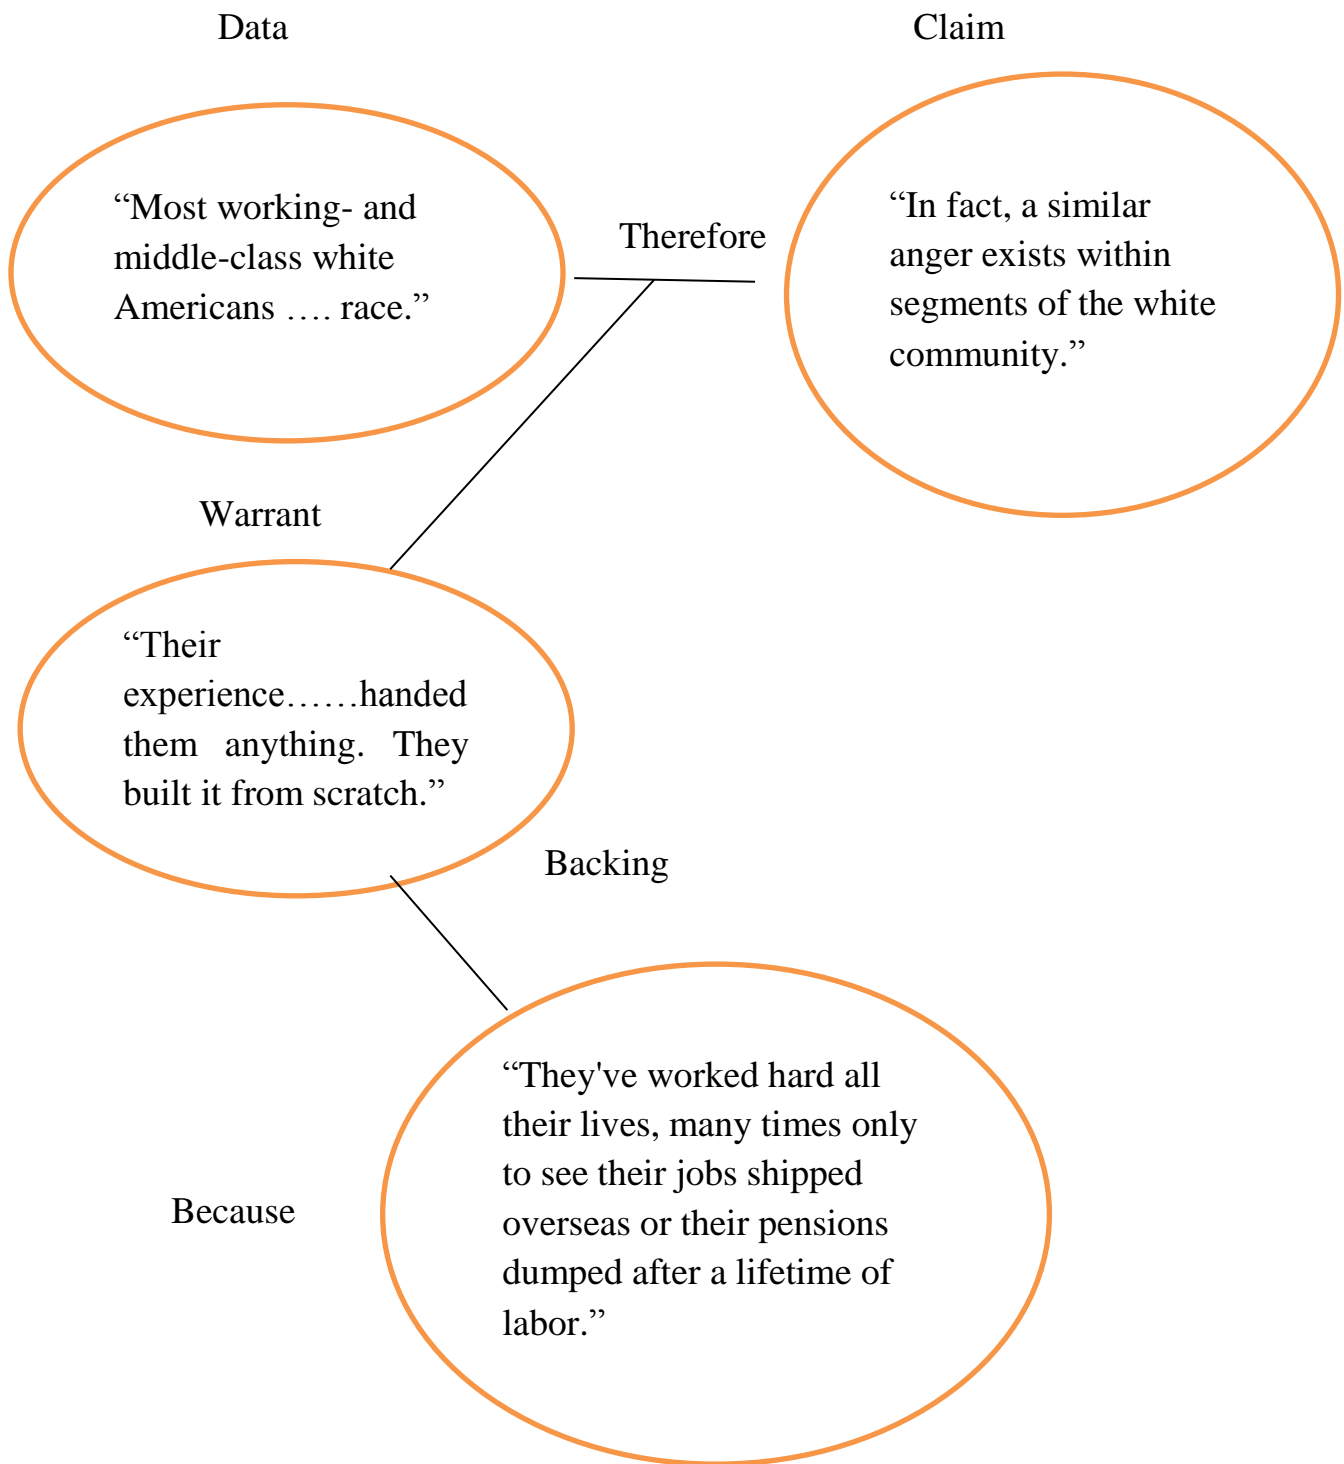 Data
Claim
“Most working- and
middle-class white
Americans …. race.”
Therefore
“In fact, a similar
anger exists within
segments of the white
community.”
Warrant
“Their
experience……handed
them anything. They
built it from scratch.”
Backing
“They've worked hard all
their lives, many times only
to see their jobs shipped
overseas or their pensions
dumped after a lifetime of
labor.”
Because